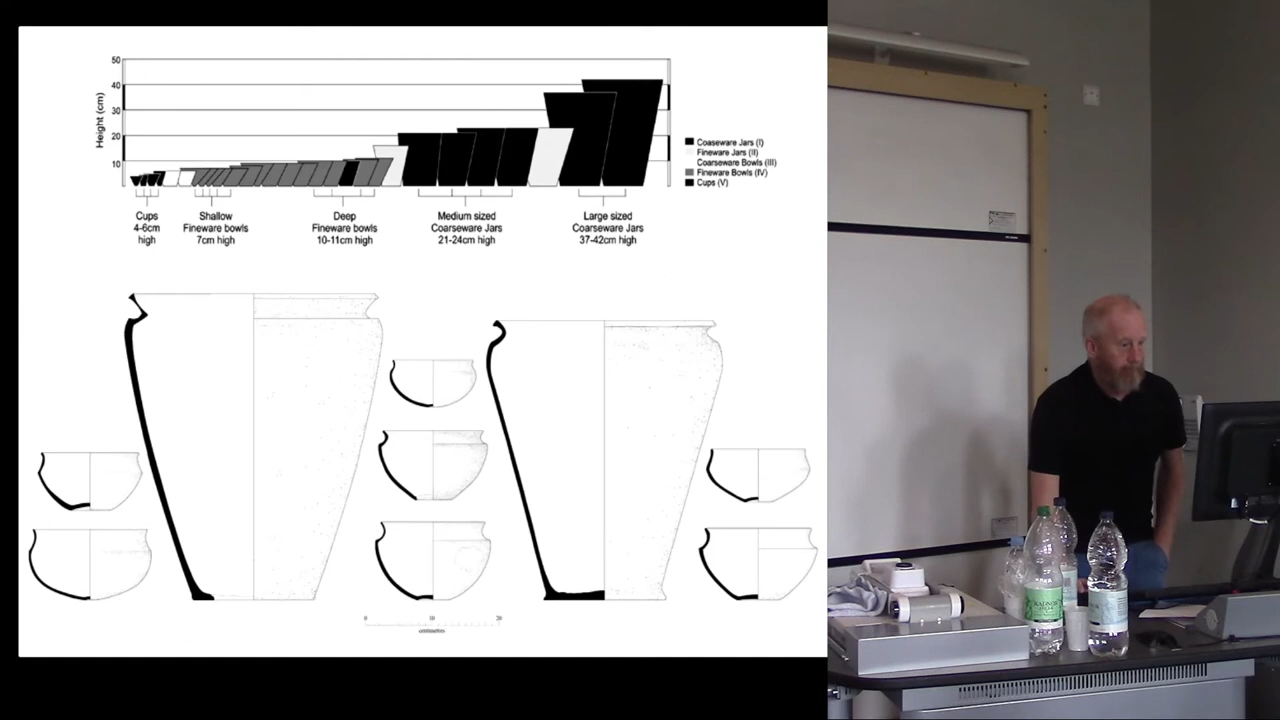 50
40
30
20
10
Height (cm)
Coaseware Jars (I)
Fineware Jars (II)
Coarseware Bowls (III)
Fineware Bowls (IV)
Cups (V)
Cups
4-6cm
high
Shallow
Fineware bowls
7cm high
Deep
Fineware bowls
10-11cm high
Medium sized
Coarseware Jars
21-24cm high
Large sized
Coarseware Jars
37-42cm high
0 10 20
centimetres